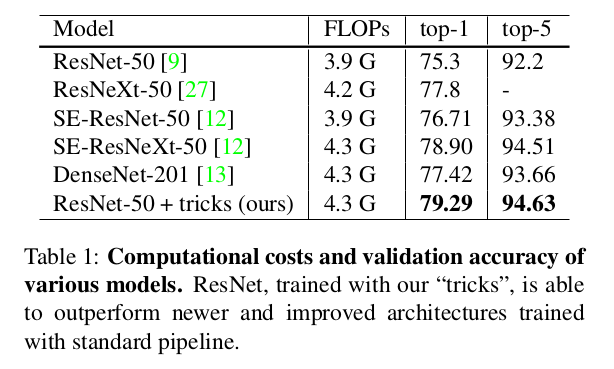 Model FLOPs top-1 top-5
ResNet-50 [9] 3.9 G 75.3 92.2
ResNeXt-50 [27] 4.2 G 77.8 -
SE-ResNet-50 [12] 3.9 G 76.71 93.38
SE-ResNeXt-50 [12] 4.3 G 78.90 94.51
DenseNet-201 [13] 4.3 G 77.42 93.66
ResNet-50 + tricks (ours) 4.3 G 79.29 94.63
Table 1: Computational costs and validation accuracy of
various models. ResNet, trained with our “tricks”, is able
to outperform newer and improved architectures trained
with standard pipeline.